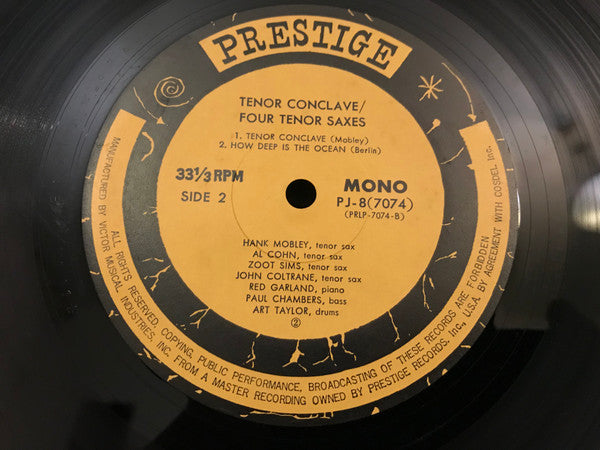 PRESTIGE
TENOR CONCLAVE/
FOUR TENOR SAXES
1. TENOR CONCLAVE (Mobley)
2. HOW DEEP IS THE OCEAN (Berlin)
33⅓ RPM
SIDE 2
MONO
PJ-8(7074)
(PRLP-7074-B)
HANK MOBLEY, tenor sax
AL COHN, tenor sax
ZOOT SIMS, tenor sax
JOHN COLTRANE, tenor sax
RED GARLAND, piano
PAUL CHAMBERS, bass
ART TAYLOR, drums
②
MANUFACTURED BY VICTOR MUSICAL INDUSTRIES, INC. FROM A MASTER RECORDING OWNED BY PRESTIGE RECORDS. Inc., U.S.A. BY AGREEMENT WITH COSDEL, Inc.
ALL RIGHTS RESERVED. COPYING, PUBLIC PERFORMANCE, BROADCASTING OF THESE RECORDS ARE FORBIDDEN